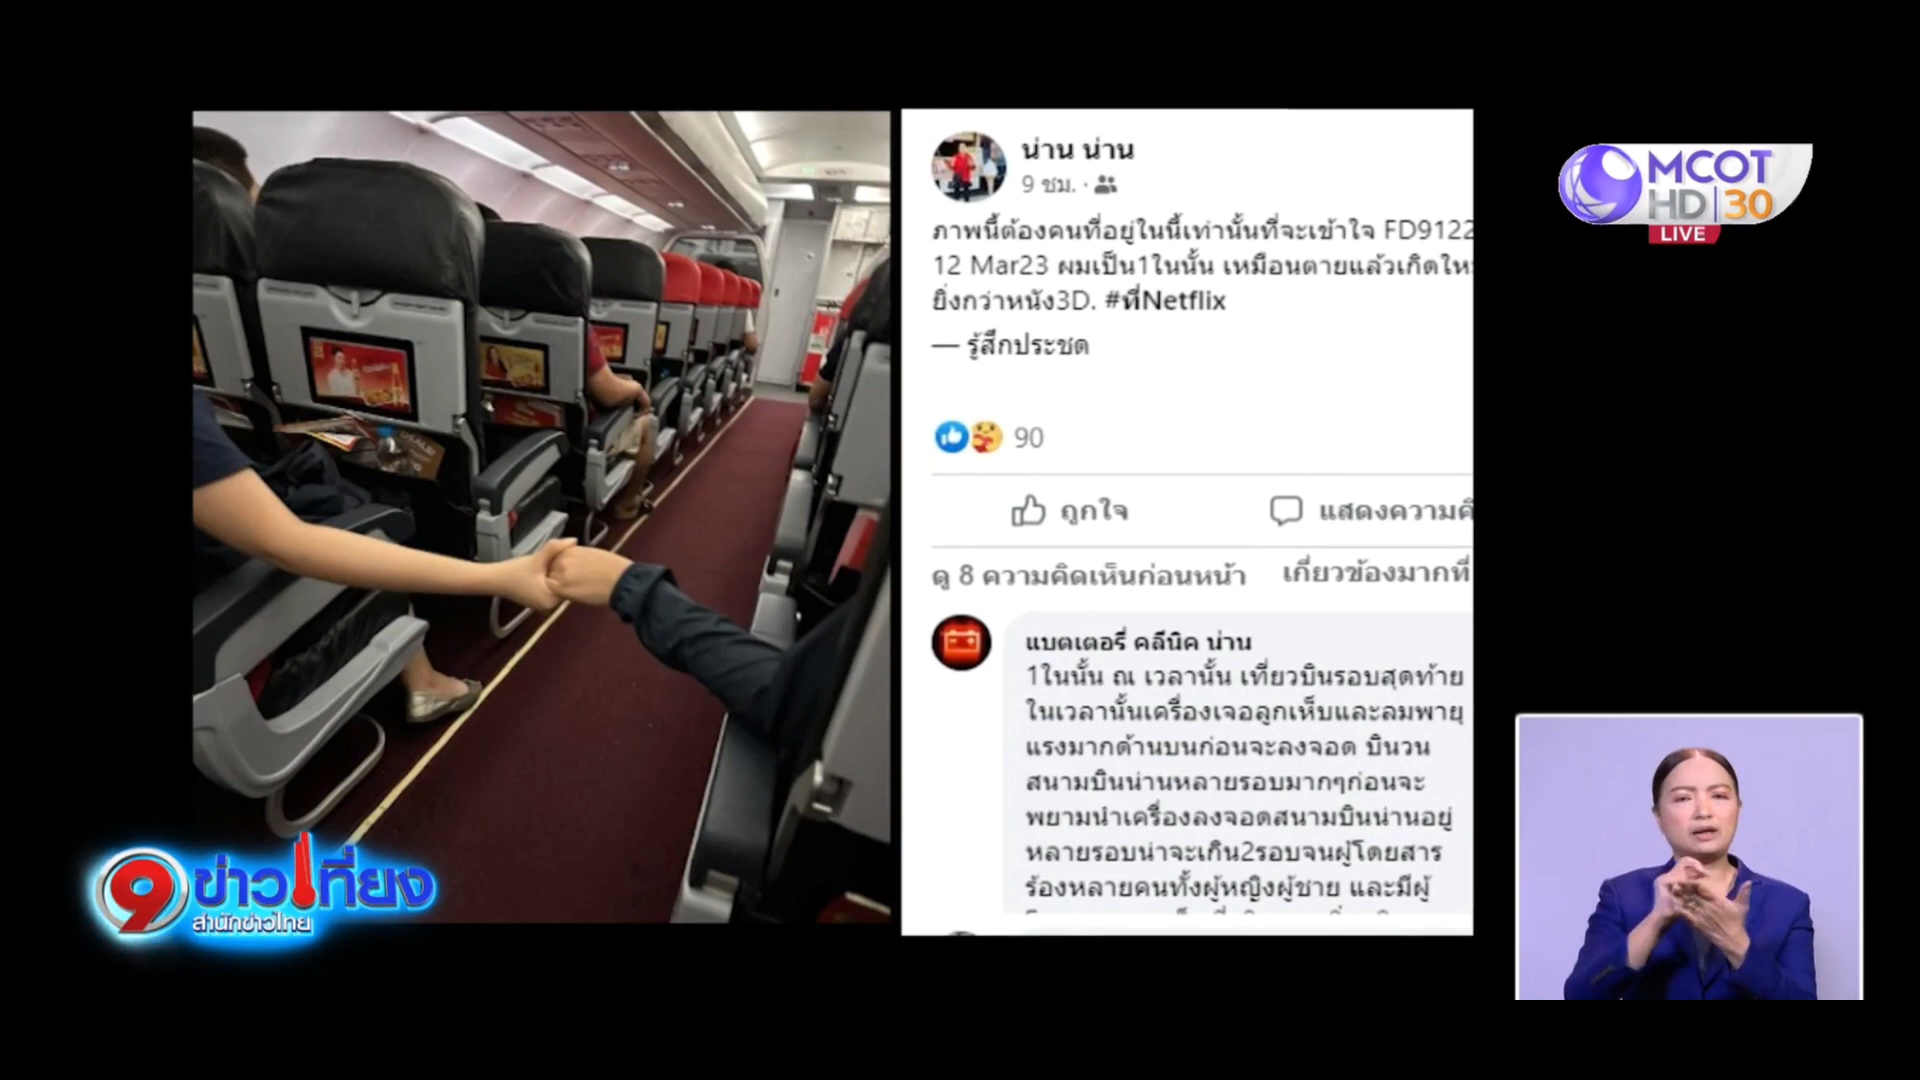 น่าน น่าน
9 ชม. ·
ภาพนี้ต้องคนที่อยู่ในนี้เท่านั้นที่จะเข้าใจ FD9122
12 Mar23 ผมเป็น1ในนั้น เหมือนตายแล้วเกิดให
ยิ่งกว่าหนัง3D. #ที่Netflix
— รู้สึกประชด
90
ถูกใจ
แสดงความคิ
ดู 8 ความคิดเห็นก่อนหน้า
เกี่ยวข้องมากที่
แบตเตอรี่ คลีนิค น่าน
1ในนั้น ณ เวลานั้น เที่ยวบินรอบสุดท้าย
ในเวลานั้นเครื่องเจอลูกเห็บและลมพายุ
แรงมากด้านบนก่อนจะลงจอด บินวน
สนามบินน่านหลายรอบมากๆก่อนจะ
พยามนำเครื่องลงจอดสนามบินน่านอยู่
หลายรอบน่าจะเกิน2รอบจนผู้โดยสาร
ร้องหลายคนทั้งผู้หญิงผู้ชาย และมีผู้
MCOT
HD 30
LIVE
9 ข่าวเที่ยง
สำนักข่าวไทย